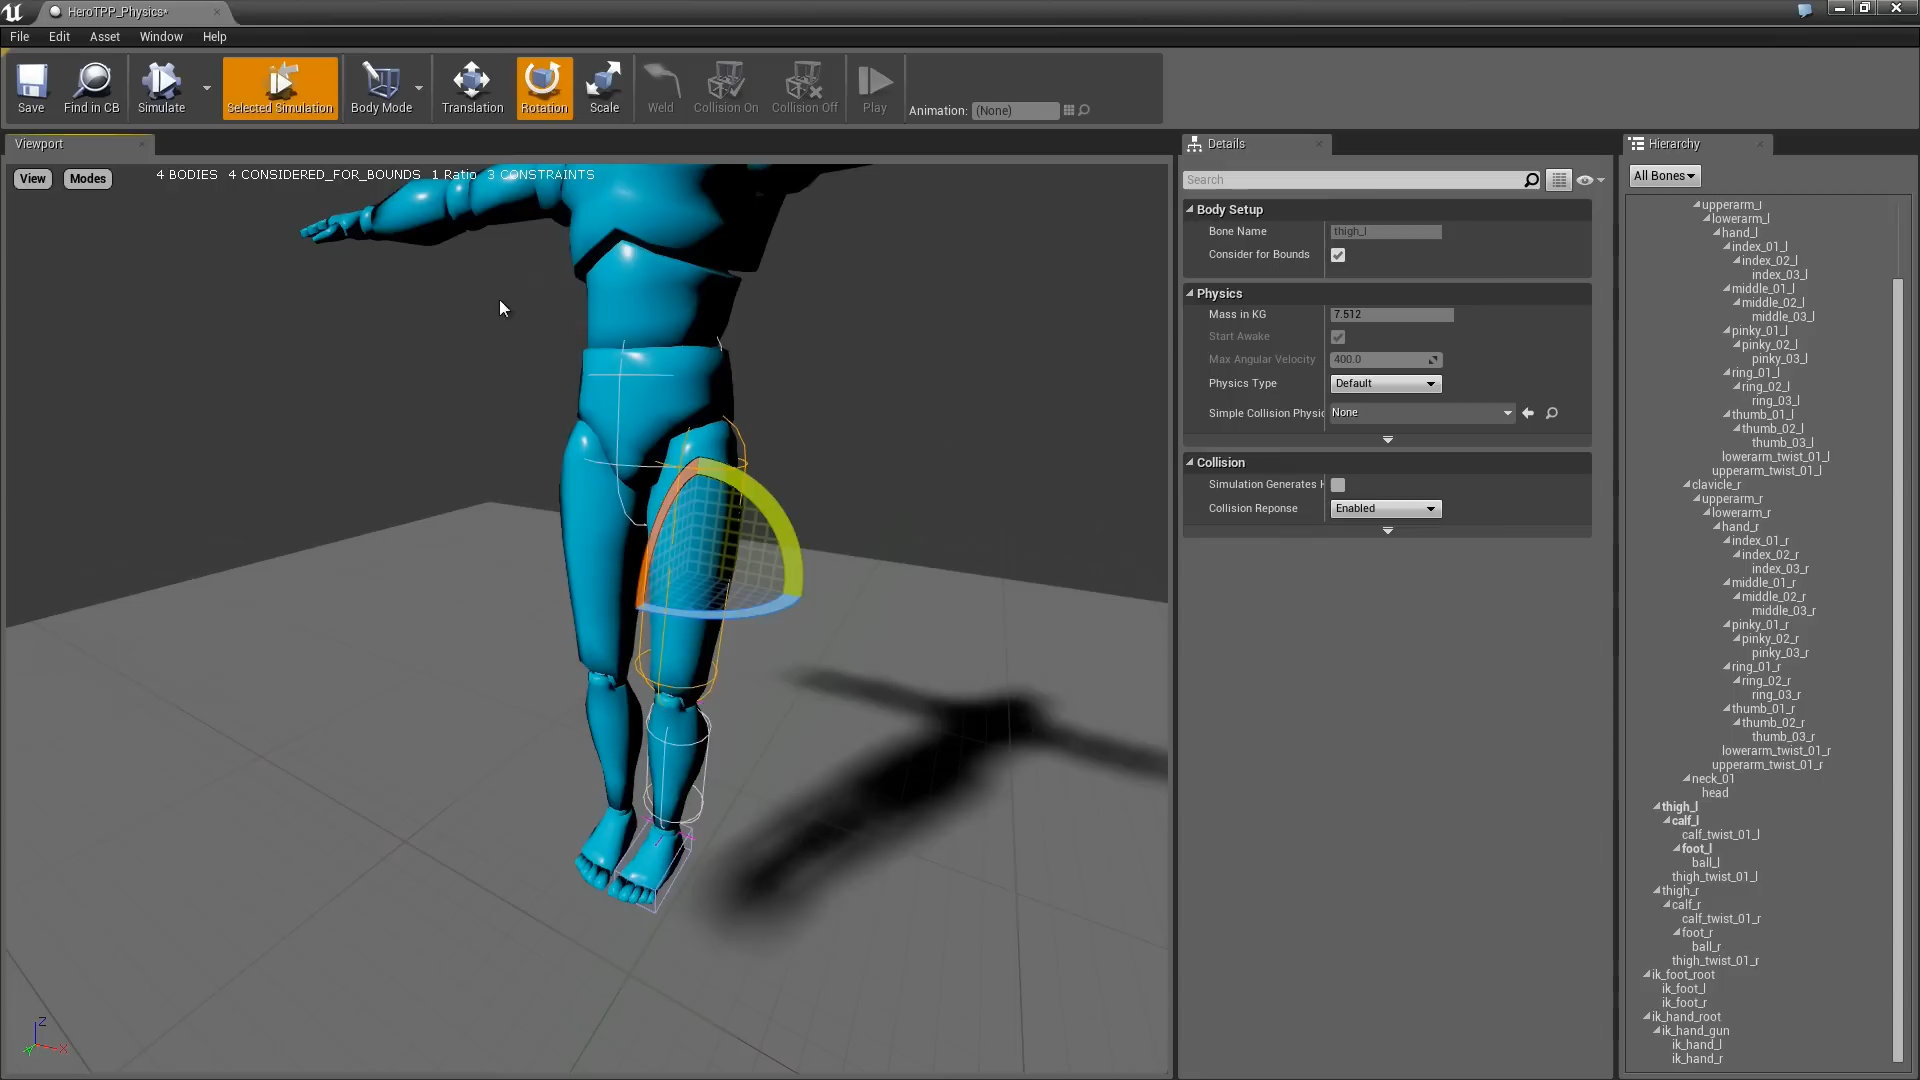 HeroTPP_Physics*
File Edit Asset Window Help
Save Find in CB Simulate Selected Simulation Body Mode Translation Rotation Scale Weld Collision On Collision Off Play Animation: (None)
Viewport
View Modes 4 BODIES 4 CONSIDERED_FOR_BOUNDS 1 Ratio 3 CONSTRAINTS
Z
X
Y
Details
Search
Body Setup
Bone Name thigh_l
Consider for Bounds
Physics
Mass in KG 7.512
Start Awake
Max Angular Velocity 400.0
Physics Type Default
Simple Collision Physic None
Collision
Simulation Generates H
Collision Reponse Enabled
Hierarchy
All Bones
upperarm_l
lowerarm_l
hand_l
index_01_l
index_02_l
index_03_l
middle_01_l
middle_02_l
middle_03_l
pinky_01_l
pinky_02_l
pinky_03_l
ring_01_l
ring_02_l
ring_03_l
thumb_01_l
thumb_02_l
thumb_03_l
lowerarm_twist_01_l
upperarm_twist_01_l
clavicle_r
upperarm_r
lowerarm_r
hand_r
index_01_r
index_02_r
index_03_r
middle_01_r
middle_02_r
middle_03_r
pinky_01_r
pinky_02_r
pinky_03_r
ring_01_r
ring_02_r
ring_03_r
thumb_01_r
thumb_02_r
thumb_03_r
lowerarm_twist_01_r
upperarm_twist_01_r
neck_01
head
thigh_l
calf_l
calf_twist_01_l
foot_l
ball_l
thigh_twist_01_l
thigh_r
calf_r
calf_twist_01_r
foot_r
ball_r
thigh_twist_01_r
ik_foot_root
ik_foot_l
ik_foot_r
ik_hand_root
ik_hand_gun
ik_hand_l
ik_hand_r